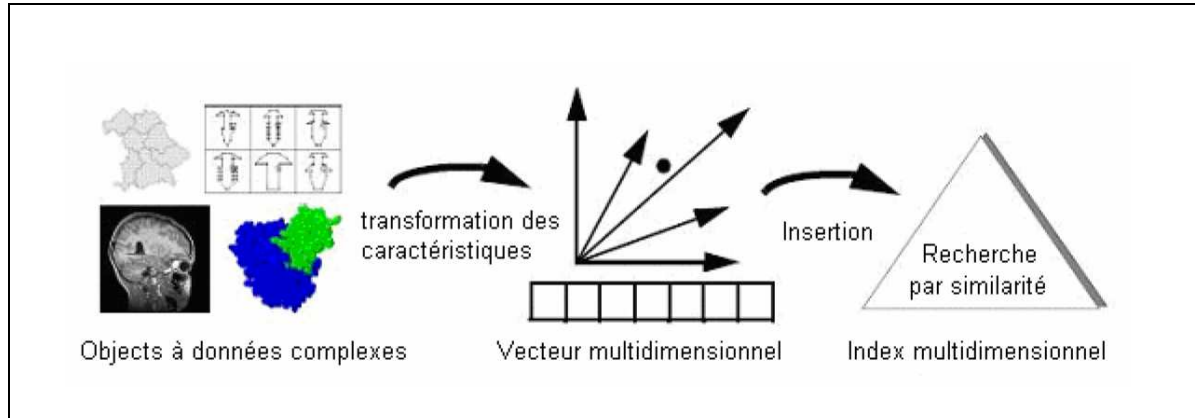 transformation des
caractéristiques
Insertion
Recherche
par similarité
Objects à données complexes
Vecteur multidimensionnel
Index multidimensionnel